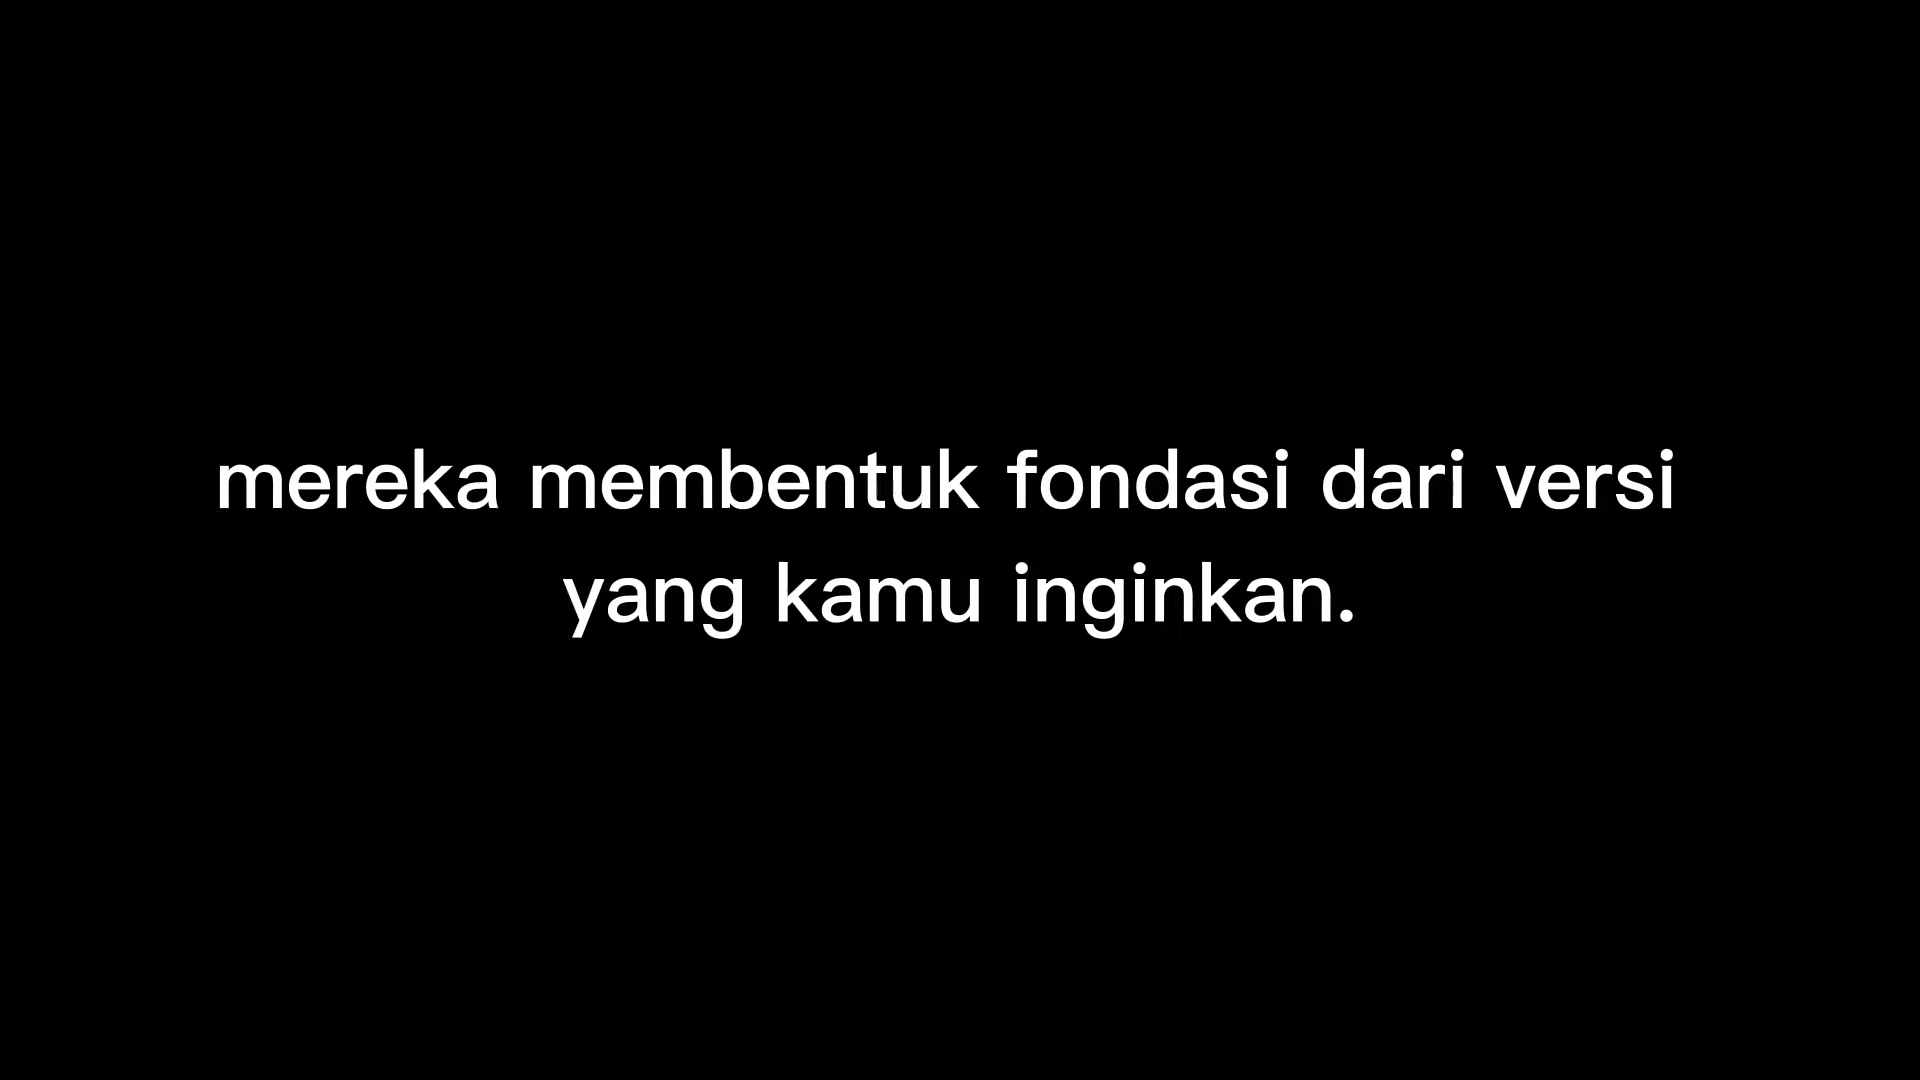 mereka membentuk fondasi dari versi
yang kamu inginkan.